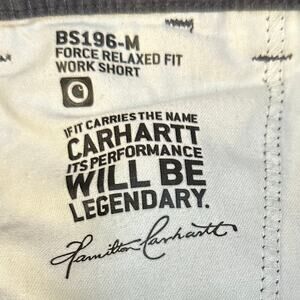 BS196-M
FORCE RELAXED FIT
WORK SHORT
IF IT CARRIES THE NAME
CARHARTT
ITS PERFORMANCE
WILL BE
LEGENDARY.
Hamilton Carhartt